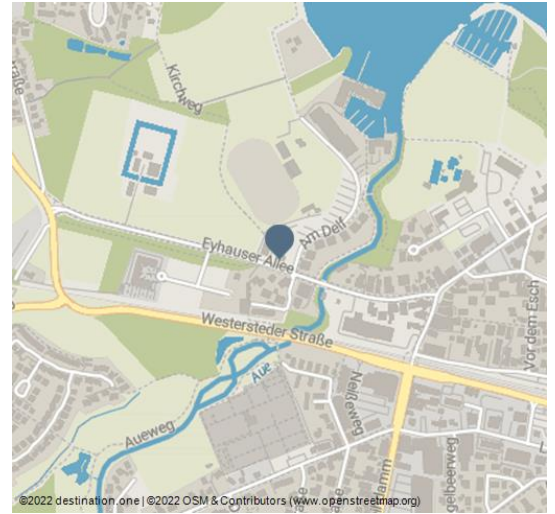 Kirchweg
Am Delf
Eyhauser Allee
Westersteder Straße
Vor dem Esch
Aue
Neißeweg
Aueweg
©2022 destination.one | ©2022 OSM & Contributors (www.openstreetmap.org)